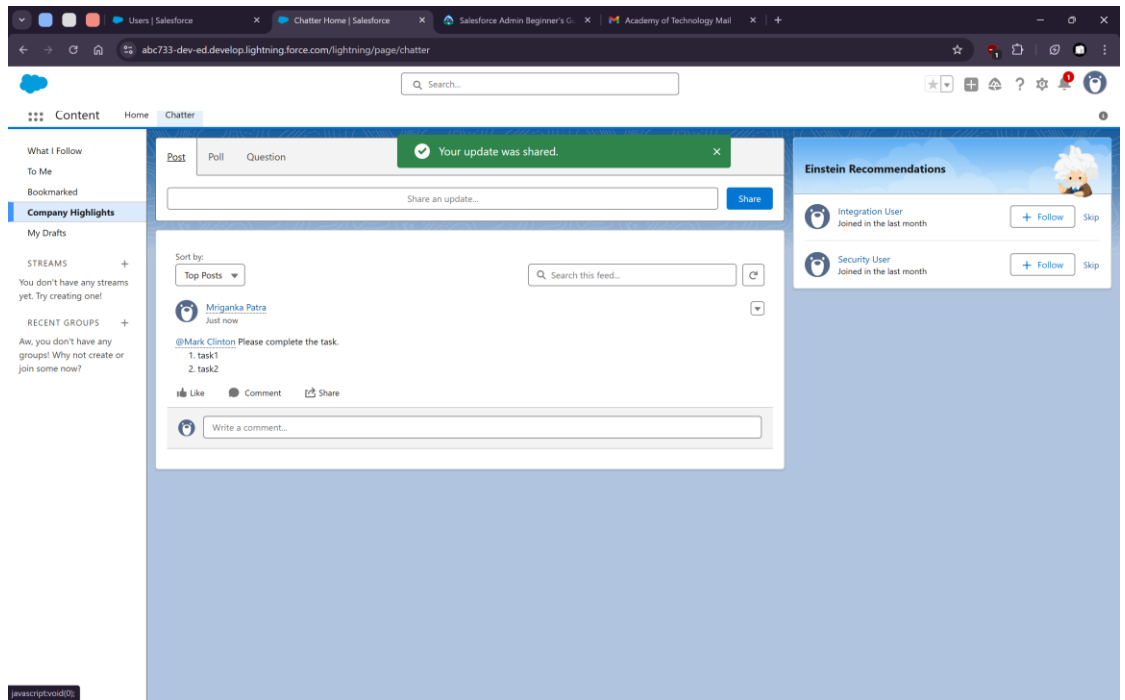 Users | Salesforce
Chatter Home | Salesforce
Salesforce Admin Beginner's Gu
Academy of Technology Mail
abc733-dev-ed.develop.lightning.force.com/lightning/page/chatter
Search...
1
Content
Home
Chatter
What I Follow
To Me
Bookmarked
Company Highlights
My Drafts
STREAMS
You don't have any streams
yet. Try creating one!
RECENT GROUPS
Aw, you don't have any
groups! Why not create or
join some now?
Post
Poll
Question
Your update was shared.
Share an update...
Share
Sort by:
Top Posts
Search this feed...
Mriganka Patra
Just now
@Mark Clinton Please complete the task.
1. task1
2. task2
Like
Comment
Share
Write a comment...
Einstein Recommendations
Integration User
Joined in the last month
+ Follow
Skip
Security User
Joined in the last month
+ Follow
Skip
javascript:void(0);